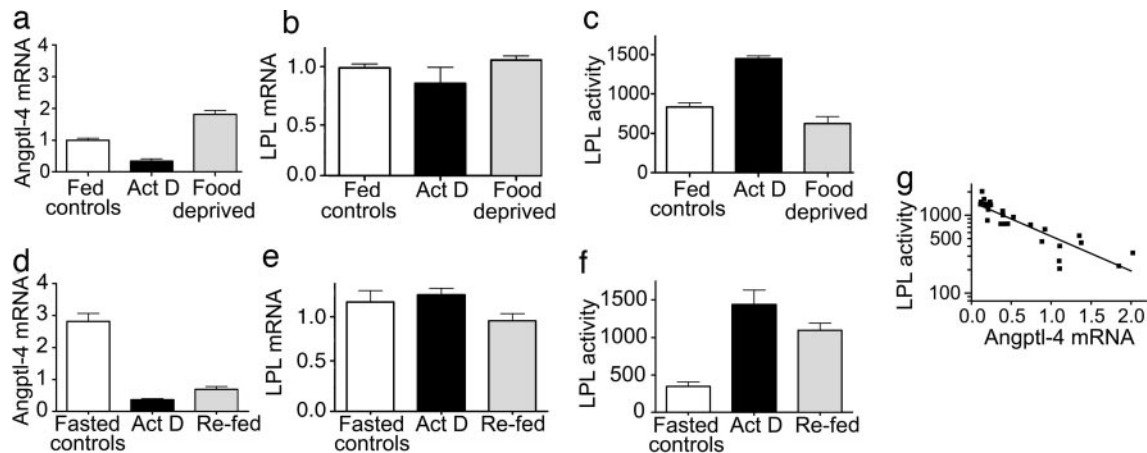 a
Angptl-4 mRNA
4
3
2
1
0
Fed controls
Act D
Food deprived
b
LPL mRNA
1.0
0.5
0.0
Fed controls
Act D
Food deprived
c
LPL activity
1500
1000
500
0
Fed controls
Act D
Food deprived
d
Angptl-4 mRNA
4
3
2
1
0
Fasted controls
Act D
Re-fed
e
LPL mRNA
1.0
0.0
Fasted controls
Act D
Re-fed
f
LPL activity
1500
1000
500
0
Fasted controls
Act D
Re-fed
g
LPL activity
1000
500
100
0.0 0.5 1.0 1.5 2.0
Angptl-4 mRNA